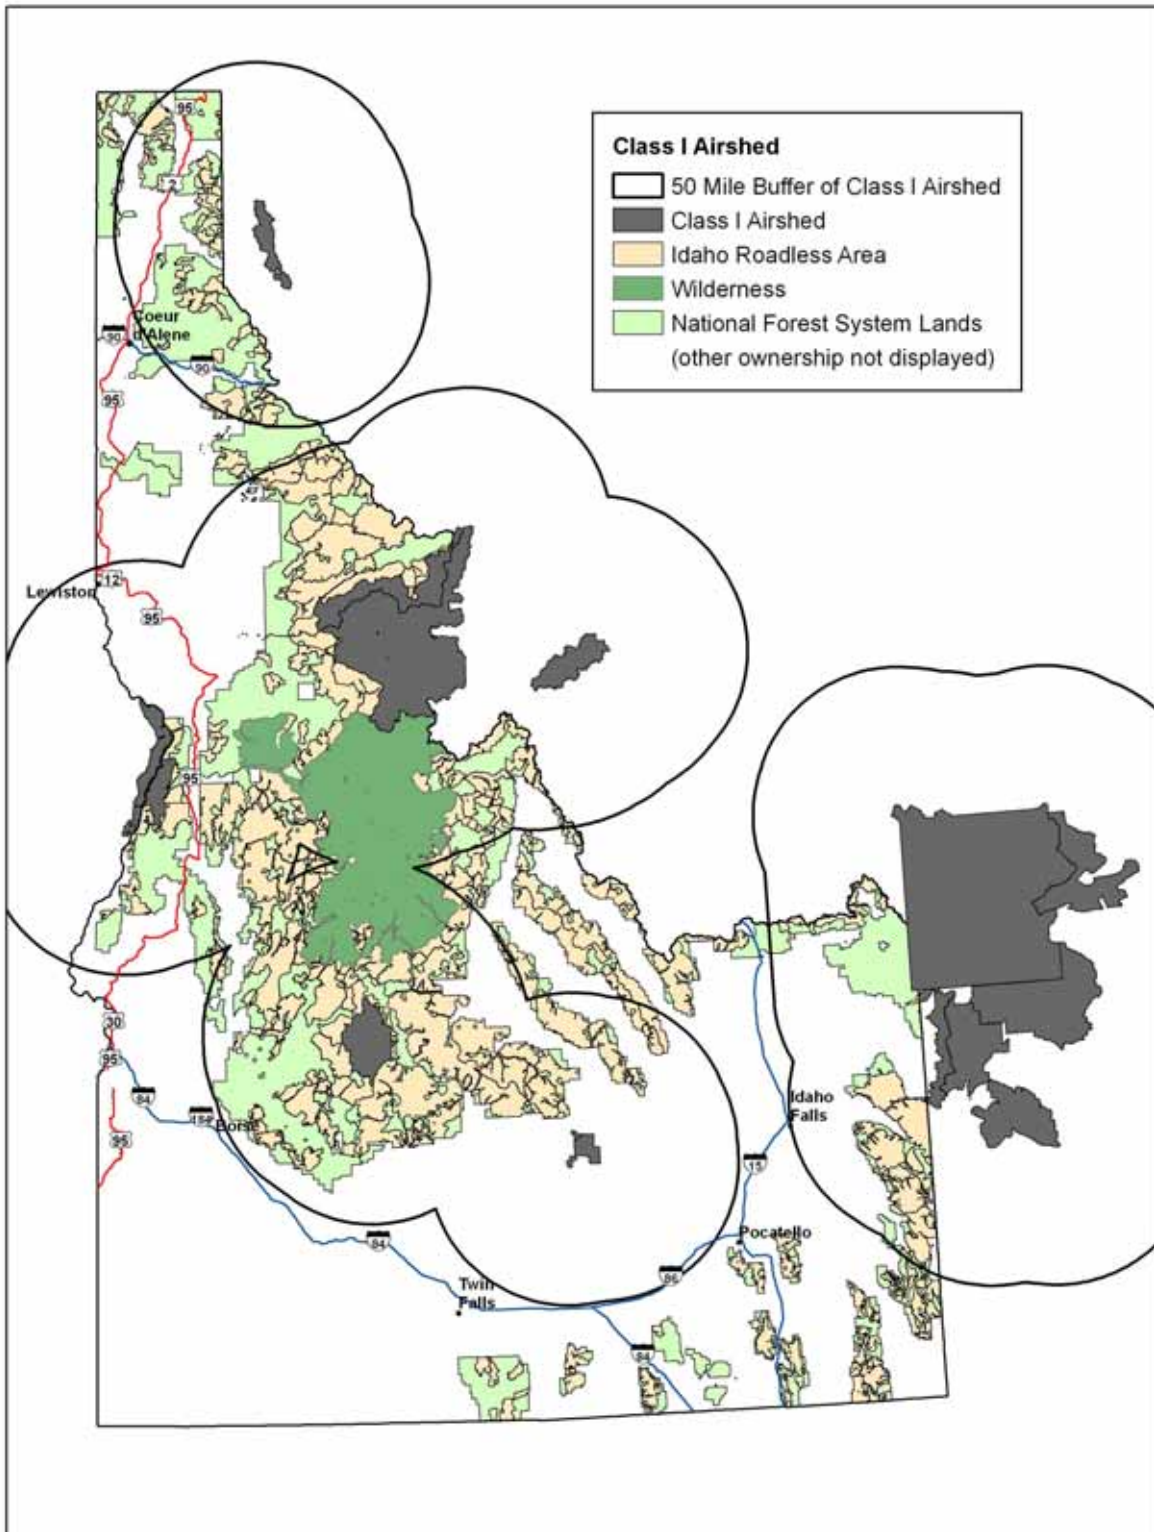 Class I Airshed
50 Mile Buffer of Class I Airshed
Class I Airshed
Idaho Roadless Area
Wilderness
National Forest System Lands
(other ownership not displayed)
95
2
Coeur
d'Alene
90
90
95
Lewiston
12
95
95
30
95
84
184
Boise
95
Idaho
Falls
15
84
Pocatello
86
Twin
Falls
84